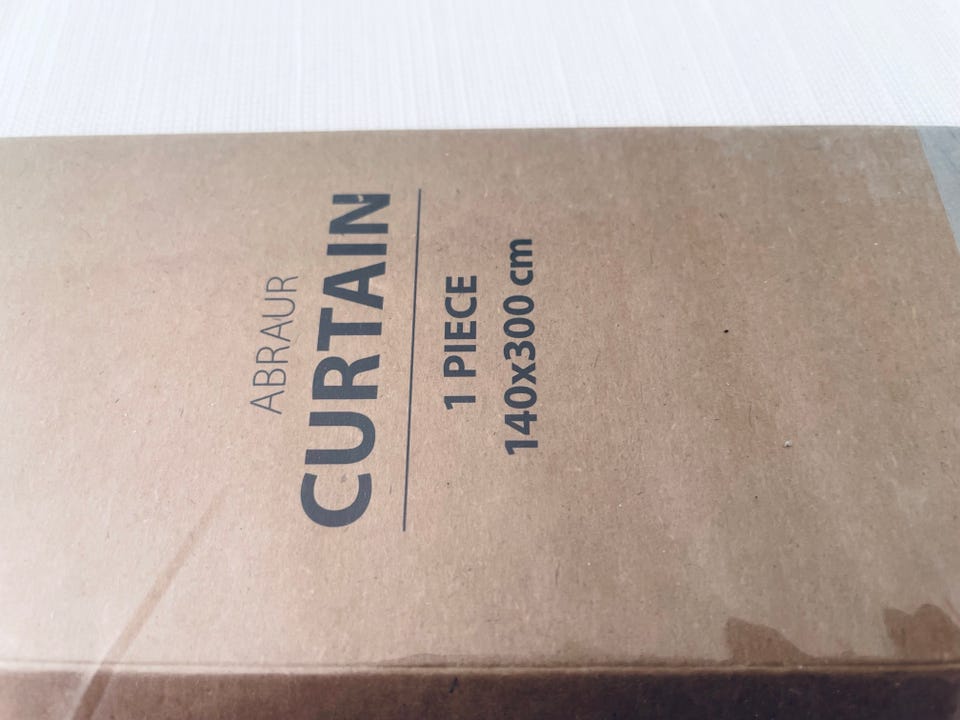 ABRAUR
CURTAIN
1 PIECE
140x300 cm